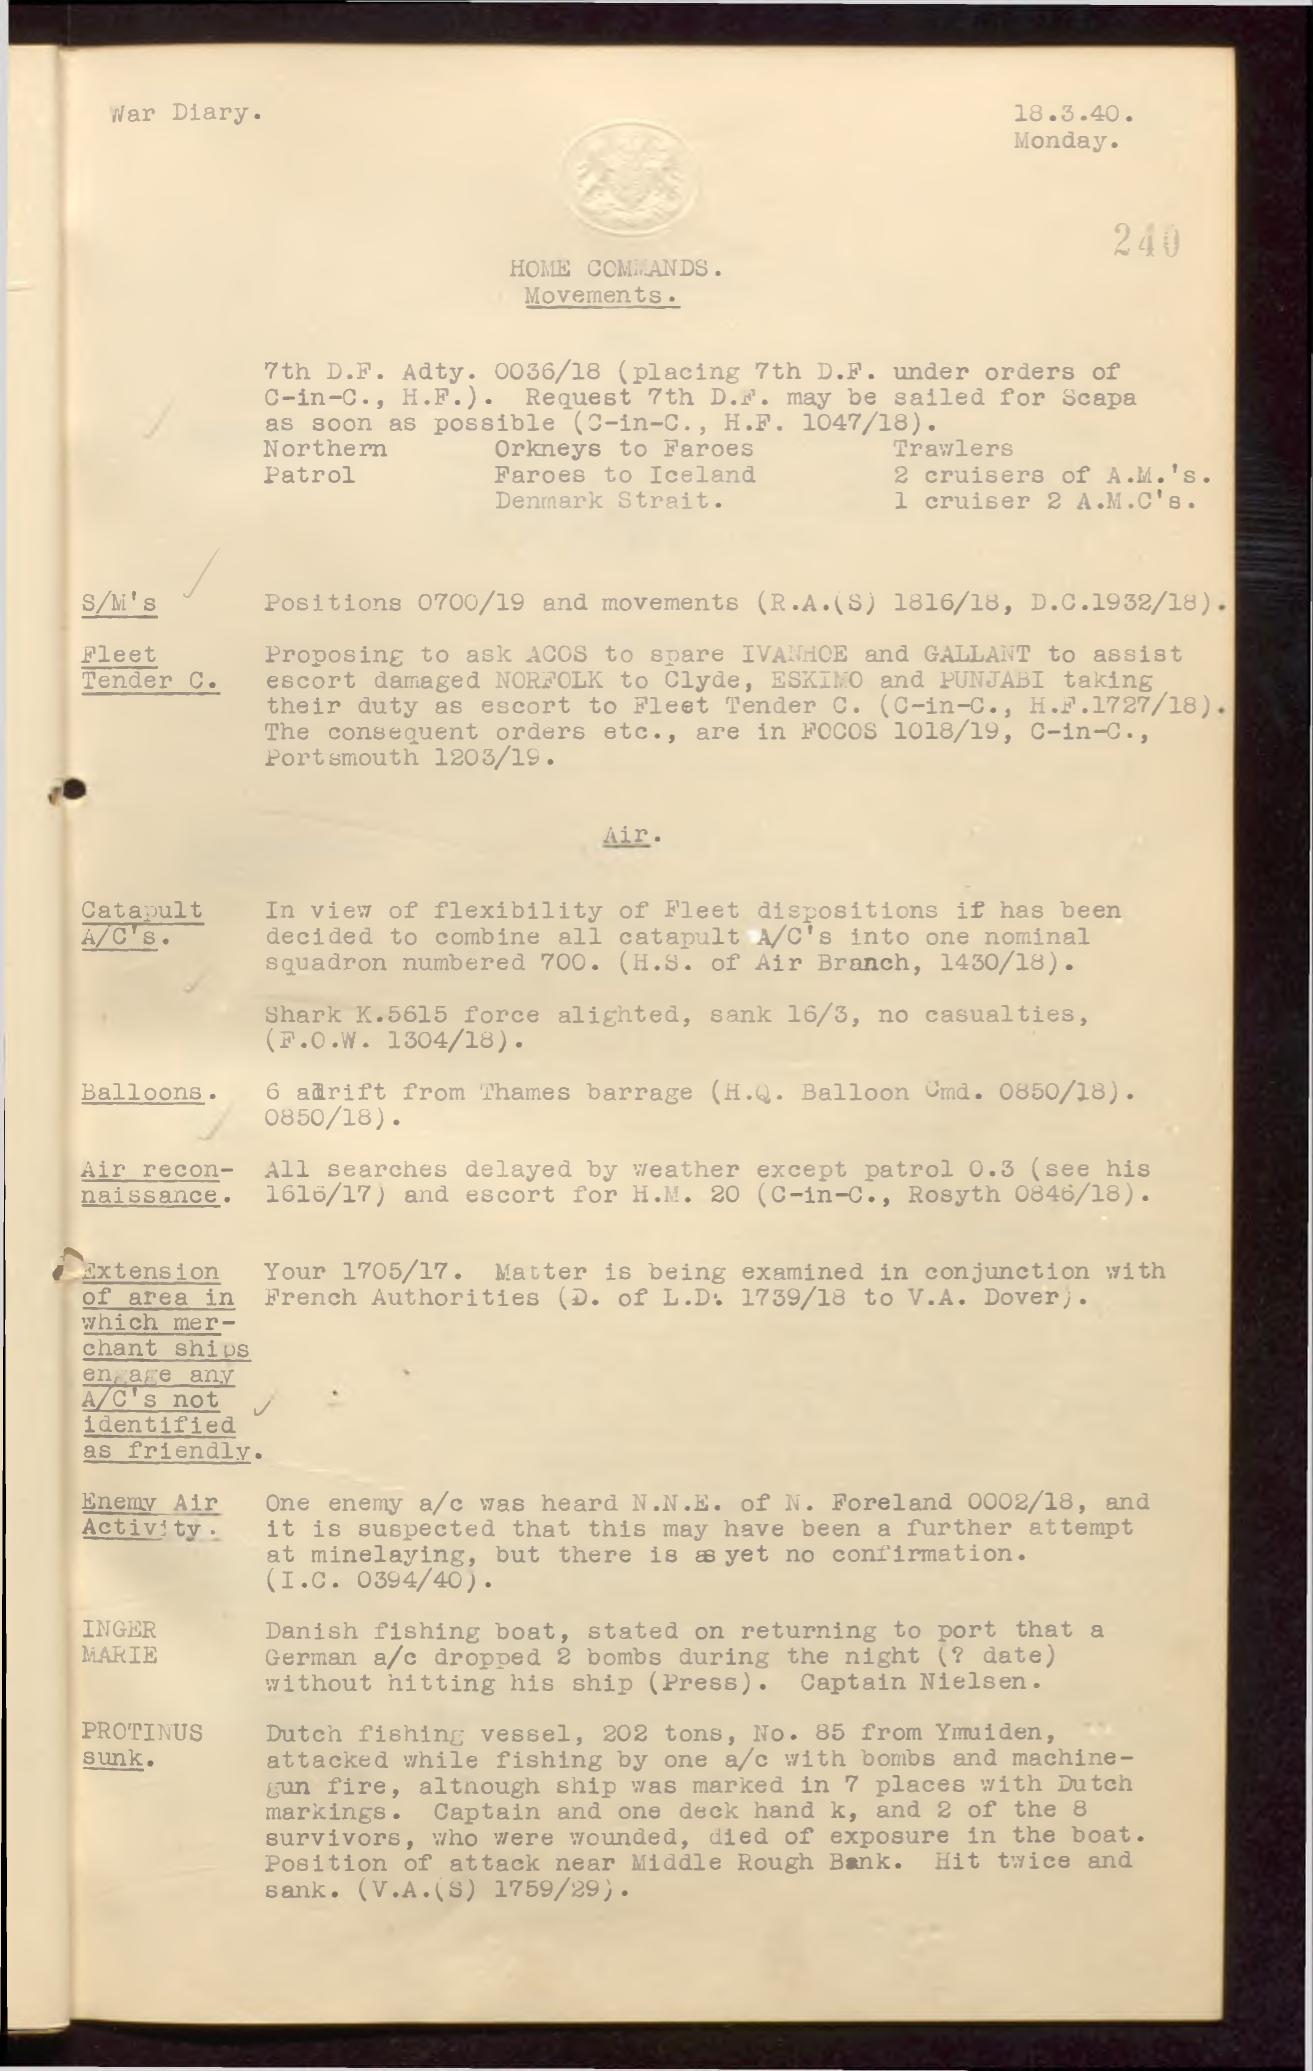 War Diary.
18.3.40.
Monday.
240
HOME COMMANDS.
Movements.
7th D.F. Adty. 0036/18 (placing 7th D.F. under orders of
C-in-C., H.F.). Request 7th D.F. may be sailed for Scapa
as soon as possible (C-in-C., H.F. 1047/18).
Northern Orkneys to Faroes Trawlers
Patrol Faroes to Iceland 2 cruisers of A.M.'s.
Denmark Strait. 1 cruiser 2 A.M.C's.
S/M's Positions 0700/19 and movements (R.A.(S) 1816/18, D.C.1932/18).
Fleet Proposing to ask ACOS to spare IVANHOE and GALLANT to assist
Tender C. escort damaged NORFOLK to Clyde, ESKIMO and PUNJABI taking
their duty as escort to Fleet Tender C. (C-in-C., H.F.1727/18).
The consequent orders etc., are in FOCOS 1018/19, C-in-C.,
Portsmouth 1203/19.
Air.
Catapult In view of flexibility of Fleet dispositions if has been
A/C's. decided to combine all catapult A/C's into one nominal
squadron numbered 700. (H.S. of Air Branch, 1430/18).
Shark K.5615 force alighted, sank 16/3, no casualties,
(F.O.W. 1304/18).
Balloons. 6 adrift from Thames barrage (H.Q. Balloon Cmd. 0850/18).
0850/18).
Air recon- All searches delayed by weather except patrol 0.3 (see his
naissance. 1616/17) and escort for H.M. 20 (C-in-C., Rosyth 0846/18).
Extension Your 1705/17. Matter is being examined in conjunction with
of area in French Authorities (D. of L.D. 1739/18 to V.A. Dover).
which mer-
chant ships
engage any
A/C's not
identified
as friendly.
Enemy Air One enemy a/c was heard N.N.E. of N. Foreland 0002/18, and
Activity. it is suspected that this may have been a further attempt
at minelaying, but there is as yet no confirmation.
(I.C. 0394/40).
INGER Danish fishing boat, stated on returning to port that a
MARIE German a/c dropped 2 bombs during the night (? date)
without hitting his ship (Press). Captain Nielsen.
PROTINUS Dutch fishing vessel, 202 tons, No. 85 from Ymuiden,
sunk. attacked while fishing by one a/c with bombs and machine-
gun fire, altnough ship was marked in 7 places with Dutch
markings. Captain and one deck hand k, and 2 of the 8
survivors, who were wounded, died of exposure in the boat.
Position of attack near Middle Rough Bank. Hit twice and
sank. (V.A.(S) 1759/29).